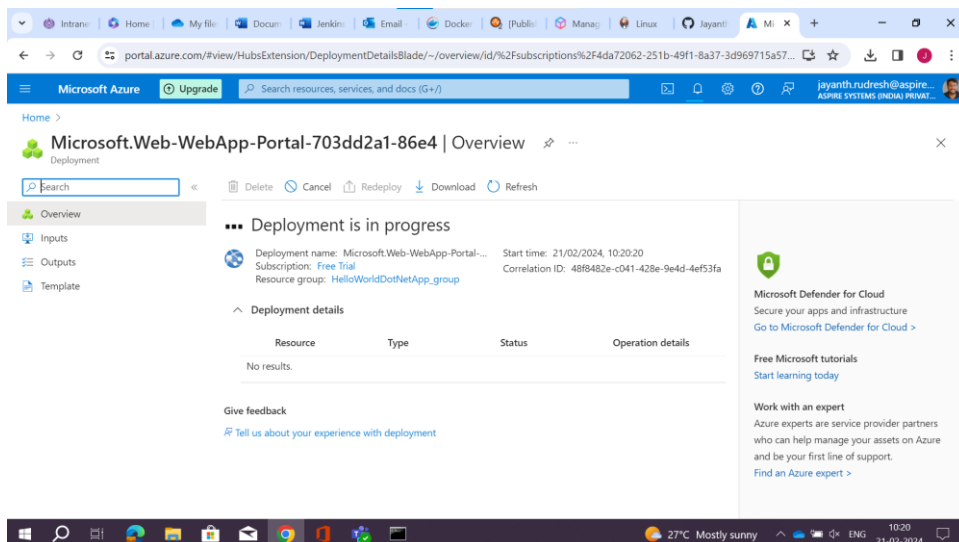 Intrane
Home
My file
Docum
Jenkin
Email -
Docker
[Publis
Manag
Linux
Jayanth
Mi
portal.azure.com/#view/HubsExtension/DeploymentDetailsBlade/~/overview/id/%2Fsubscriptions%2F4da72062-251b-49f1-8a37-3d969715a57...
Microsoft Azure
Upgrade
Search resources, services, and docs (G+/)
jayanth.rudresh@aspire...
ASPIRE SYSTEMS (INDIA) PRIVAT...
Home >
Microsoft.Web-WebApp-Portal-703dd2a1-86e4 | Overview ...
Deployment
Search
«
Delete Cancel Redeploy Download Refresh
Overview
Inputs
Outputs
Template
Deployment is in progress
Deployment name: Microsoft.Web-WebApp-Portal-...
Subscription: Free Trial
Resource group: HelloWorldDotNetApp_group
Start time: 21/02/2024, 10:20:20
Correlation ID: 48f8482e-c041-428e-9e4d-4ef53fa
Deployment details
Resource Type Status Operation details
No results.
Give feedback
Tell us about your experience with deployment
Microsoft Defender for Cloud
Secure your apps and infrastructure
Go to Microsoft Defender for Cloud >
Free Microsoft tutorials
Start learning today
Work with an expert
Azure experts are service provider partners
who can help manage your assets on Azure
and be your first line of support.
Find an Azure expert >
27°C Mostly sunny
ENG
10:20
21-02-2024